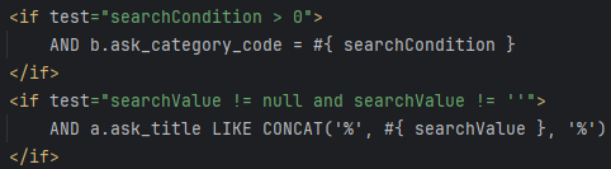 <if test="searchCondition > 0">
    AND b.ask_category_code = #{ searchCondition }
</if>
<if test="searchValue != null and searchValue != ''">
    AND a.ask_title LIKE CONCAT('%', #{ searchValue }, '%')
</if>